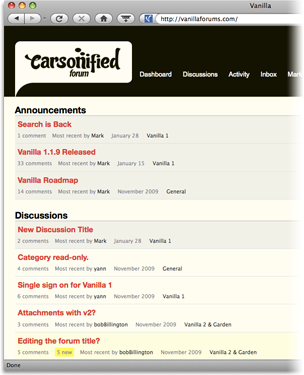 Vanilla
http://vanillaforums.com/
Carsonified
forum
Dashboard Discussions Activity Inbox
Announcements
Search is Back
1 comment Most recent by Mark January 28 Vanilla 1
Vanilla 1.1.9 Released
33 comments Most recent by Mark January 15 Vanilla 1
Vanilla Roadmap
14 comments Most recent by Mark November 2009 General
Discussions
New Discussion Title
2 comments Most recent by Mark January 28 Vanilla 1
Category read-only.
4 comments Most recent by yann November 2009 General
Single sign on for Vanilla 1
6 comments Most recent by yann November 2009 Vanilla 1
Attachments with v2?
3 comments Most recent by bobBillington November 2009 Vanilla 2 & Garden
Editing the forum title?
5 comments 5 new Most recent by bobBillington November 2009 Vanilla 2 & Garden
Done